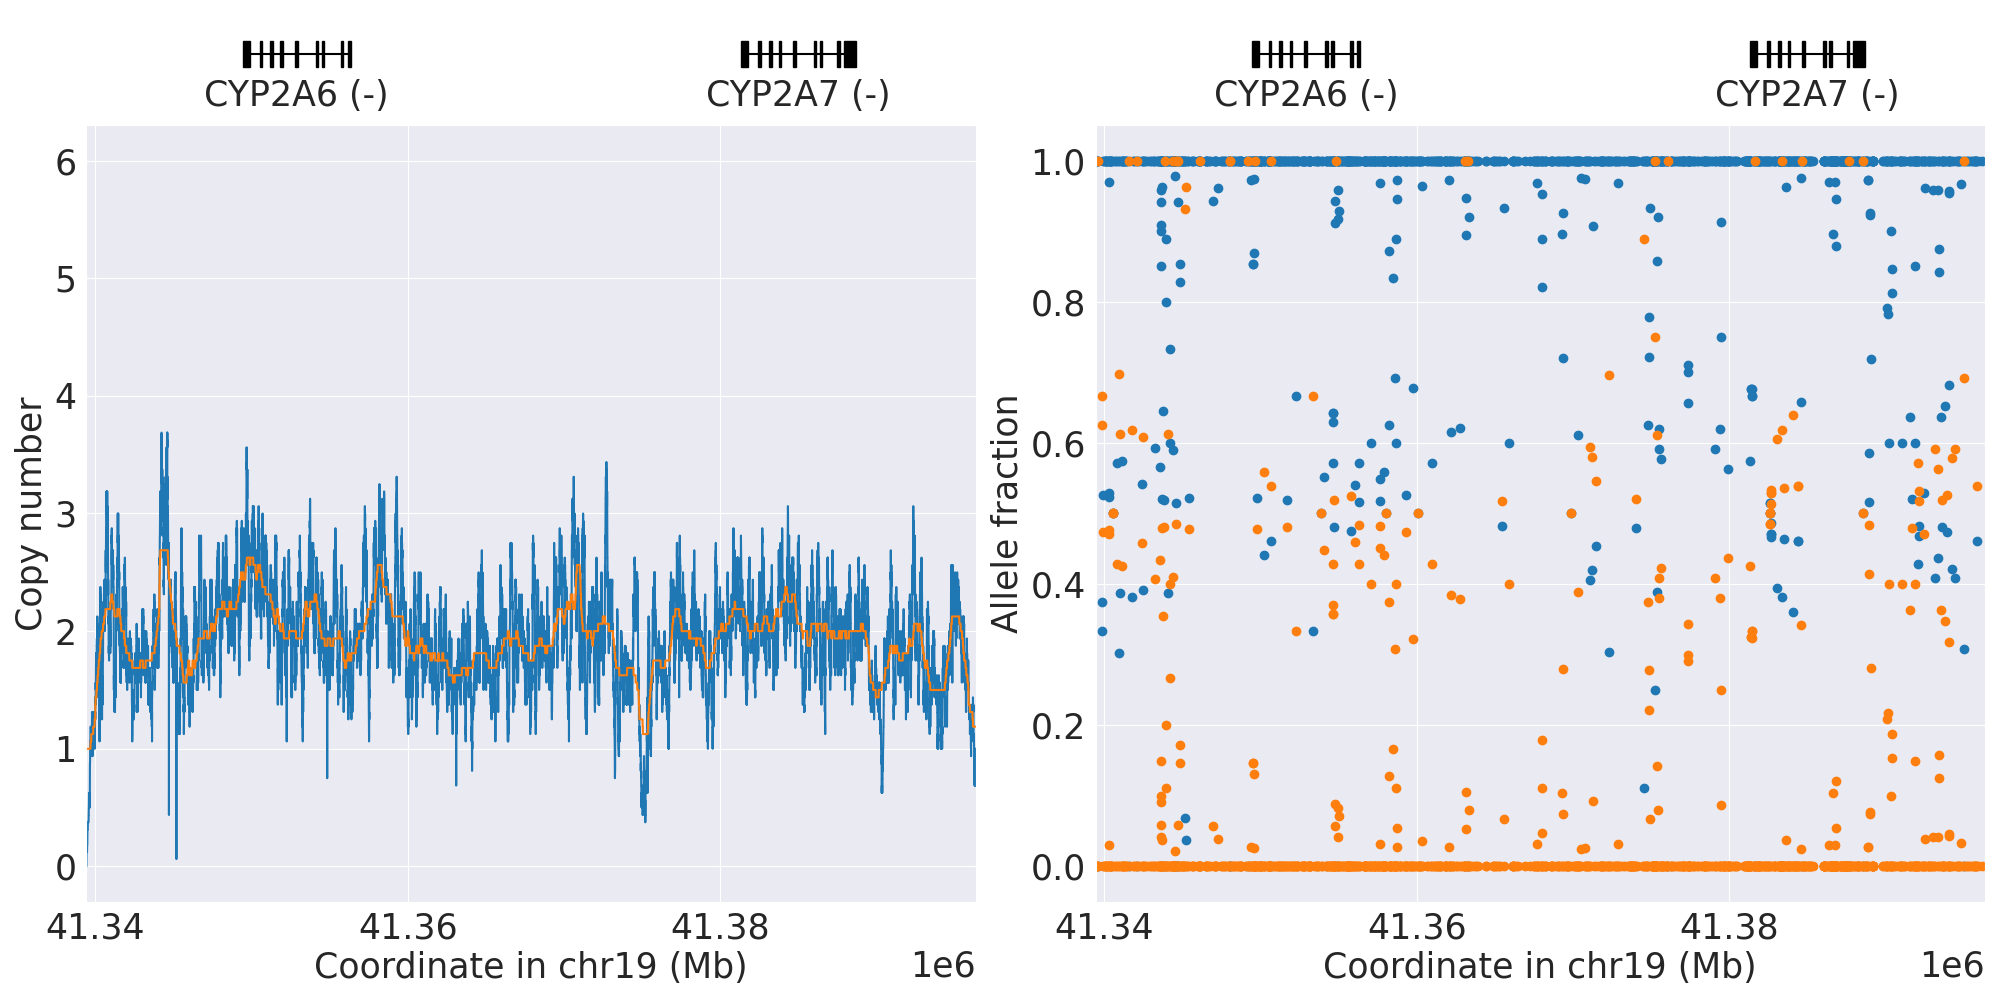 CYP2A6 (-)
CYP2A7 (-)
6
5
4
3
2
1
0
Copy number
41.34
41.36
41.38
Coordinate in chr19 (Mb)
1e6
CYP2A6 (-)
CYP2A7 (-)
1.0
0.8
0.6
0.4
0.2
0.0
Allele fraction
41.34
41.36
41.38
Coordinate in chr19 (Mb)
1e6